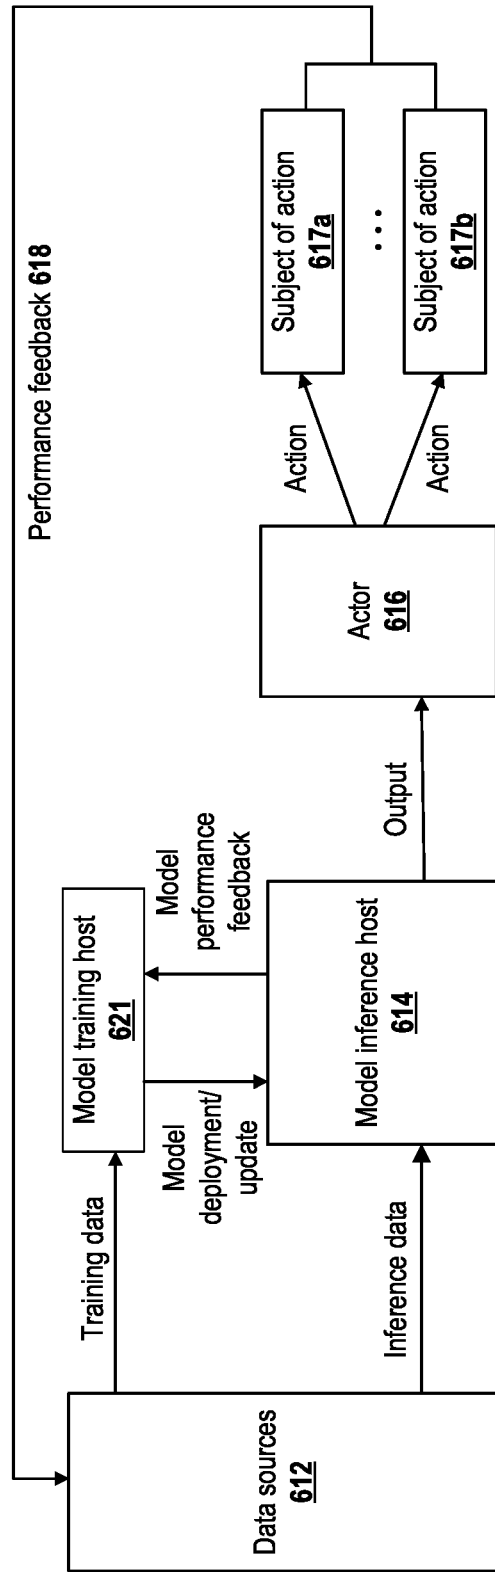 Performance feedback 618
Data sources
612
Training data
Inference data
Model training host
621
Model
deployment/
update
Model
performance
feedback
Model inference host
614
Output
Actor
616
Action
Action
Subject of action
617a
...
Subject of action
617b